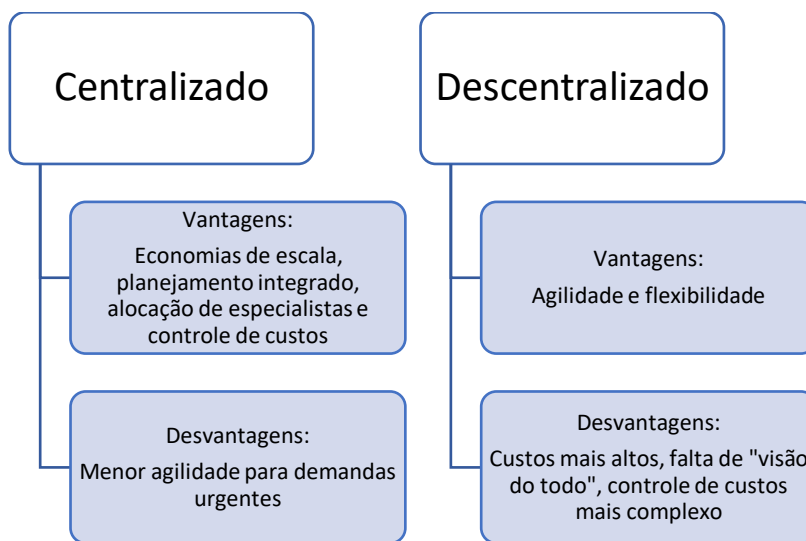 Centralizado
Vantagens:
Economias de escala,
planejamento integrado,
alocação de especialistas e
controle de custos
Desvantagens:
Menor agilidade para demandas
urgentes
Descentralizado
Vantagens:
Agilidade e flexibilidade
Desvantagens:
Custos mais altos, falta de "visão
do todo", controle de custos
mais complexo